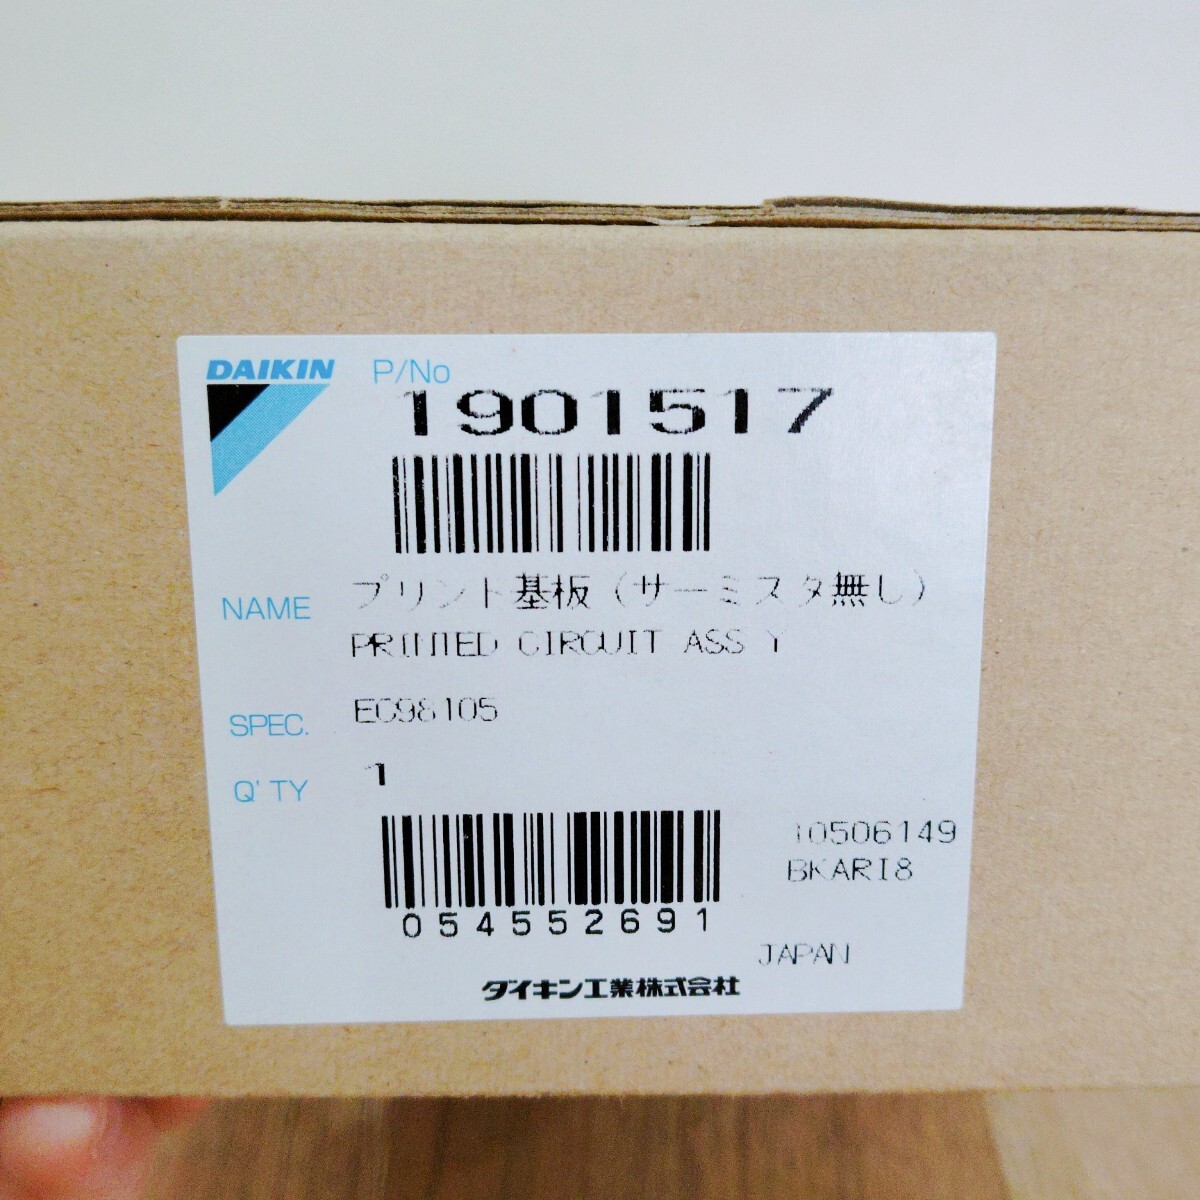 DAIKIN P/No
1901517
NAME プリント基板(サーミスタ無し)
PRINTED CIRCUIT ASS Y
SPEC. EC98105
Q'TY 1
10506149
BKARI8
054552691
JAPAN
ダイキン工業株式会社